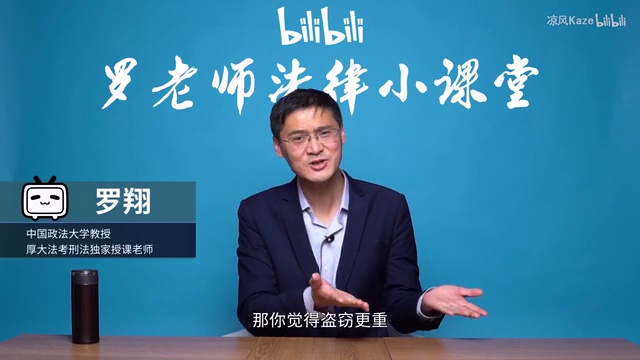 bilibili
凉风Kaze bilibili
罗老师法律小课堂
罗翔
中国政法大学教授
厚大法考刑法独家授课老师
那你觉得盗窃更重